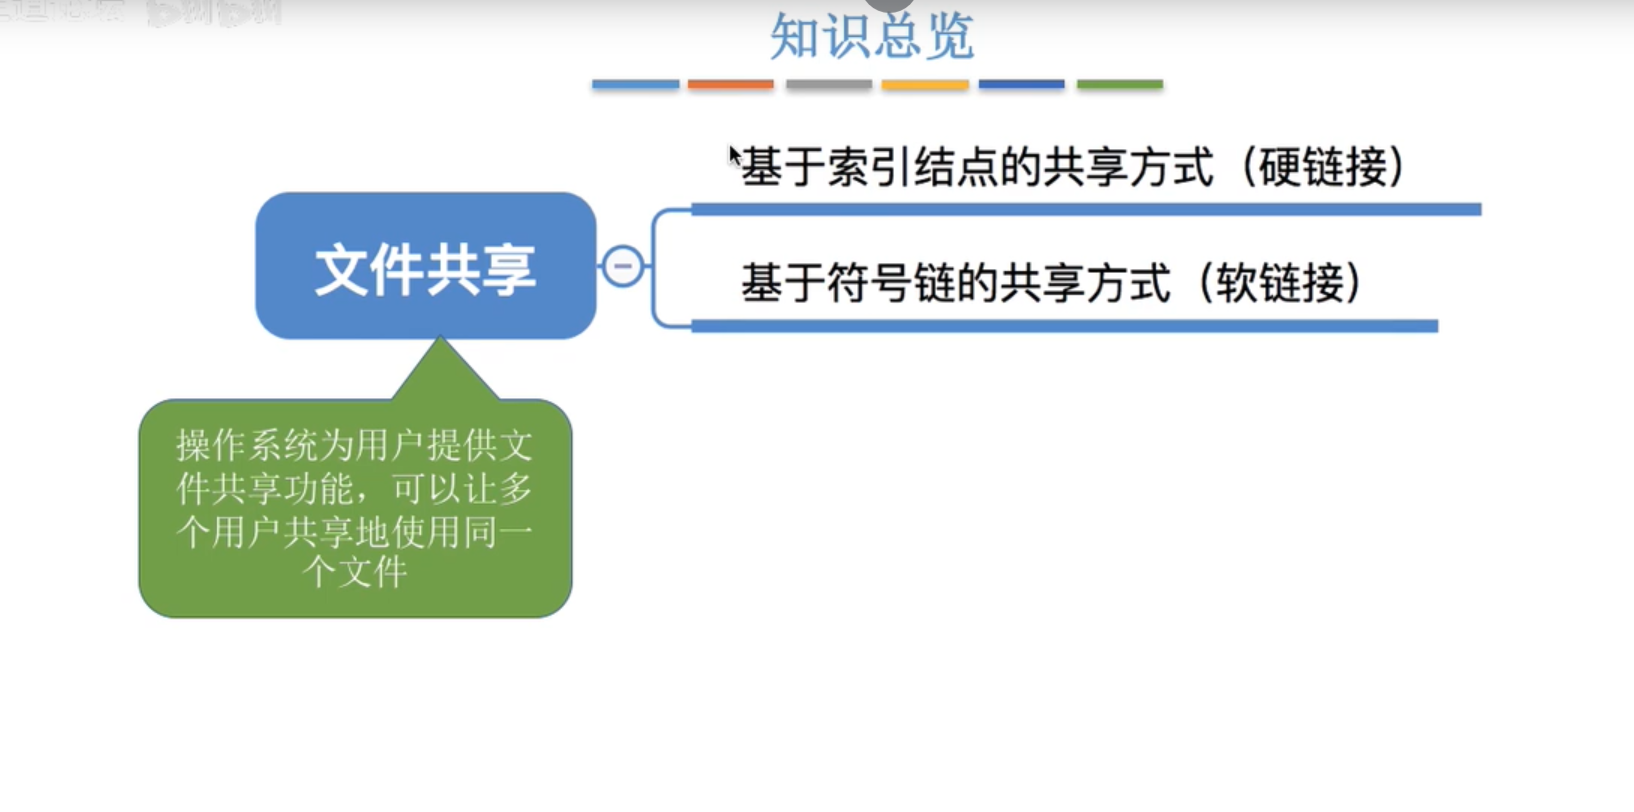 知识总览
基于索引结点的共享方式（硬链接）
文件共享
基于符号链的共享方式（软链接）
操作系统为用户提供文
件共享功能，可以让多
个用户共享地使用同一
个文件